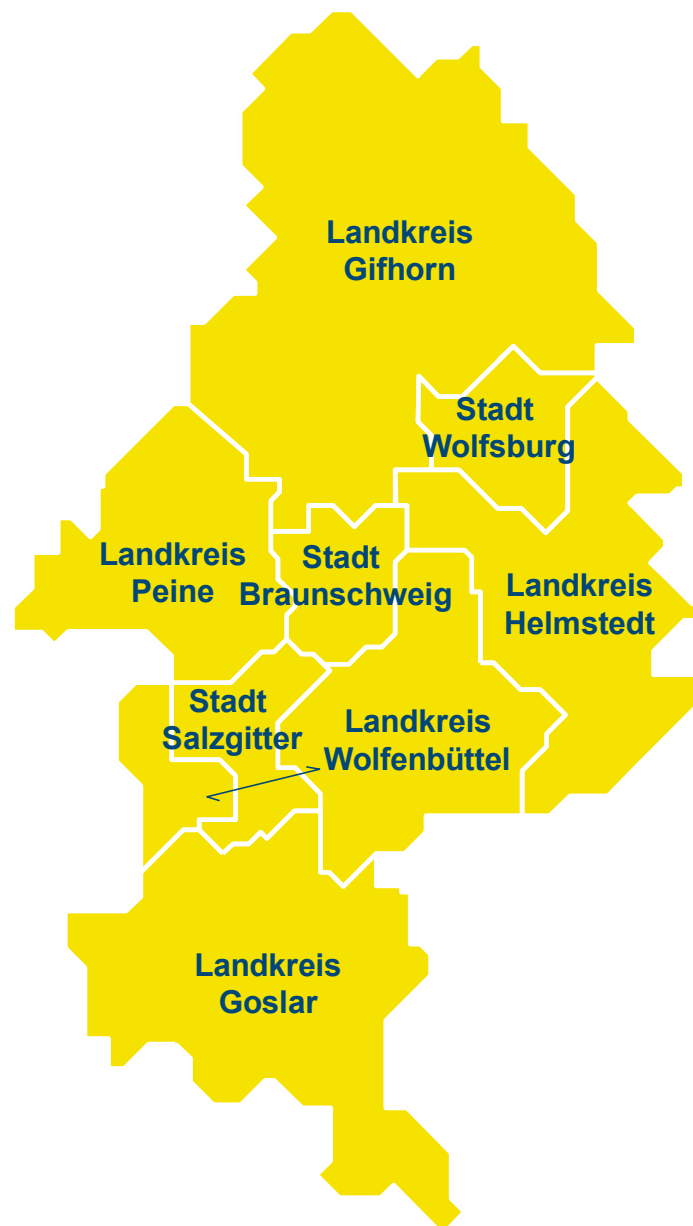 Landkreis
Gifhorn
Stadt
Wolfsburg
Landkreis
Peine
Stadt
Braunschweig
Landkreis
Helmstedt
Stadt
Salzgitter
Landkreis
Wolfenbüttel
Landkreis
Goslar